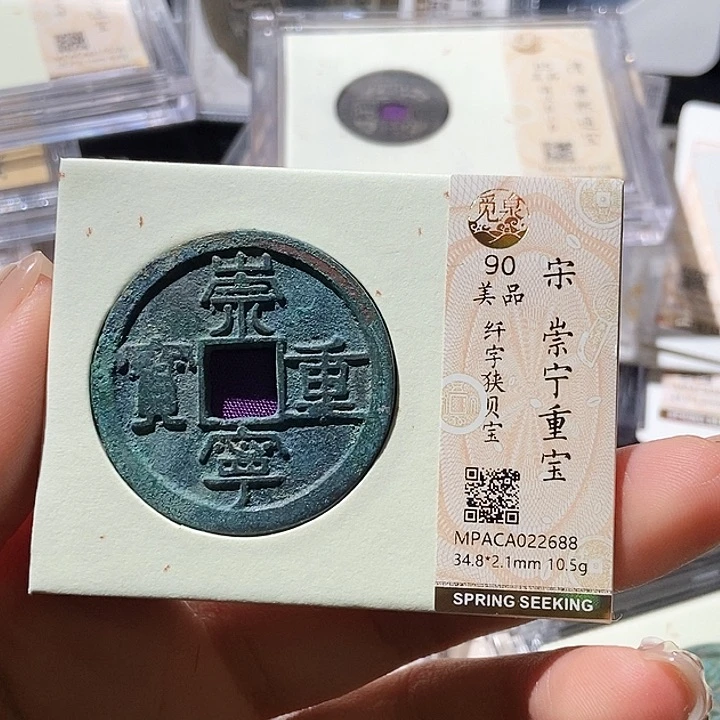 崇
寧
重
寶
觅泉
90
美品
纤字狭贝宝
宋 崇宁重宝
MPACA022688
34.8*2.1mm 10.5g
SPRING SEEKING